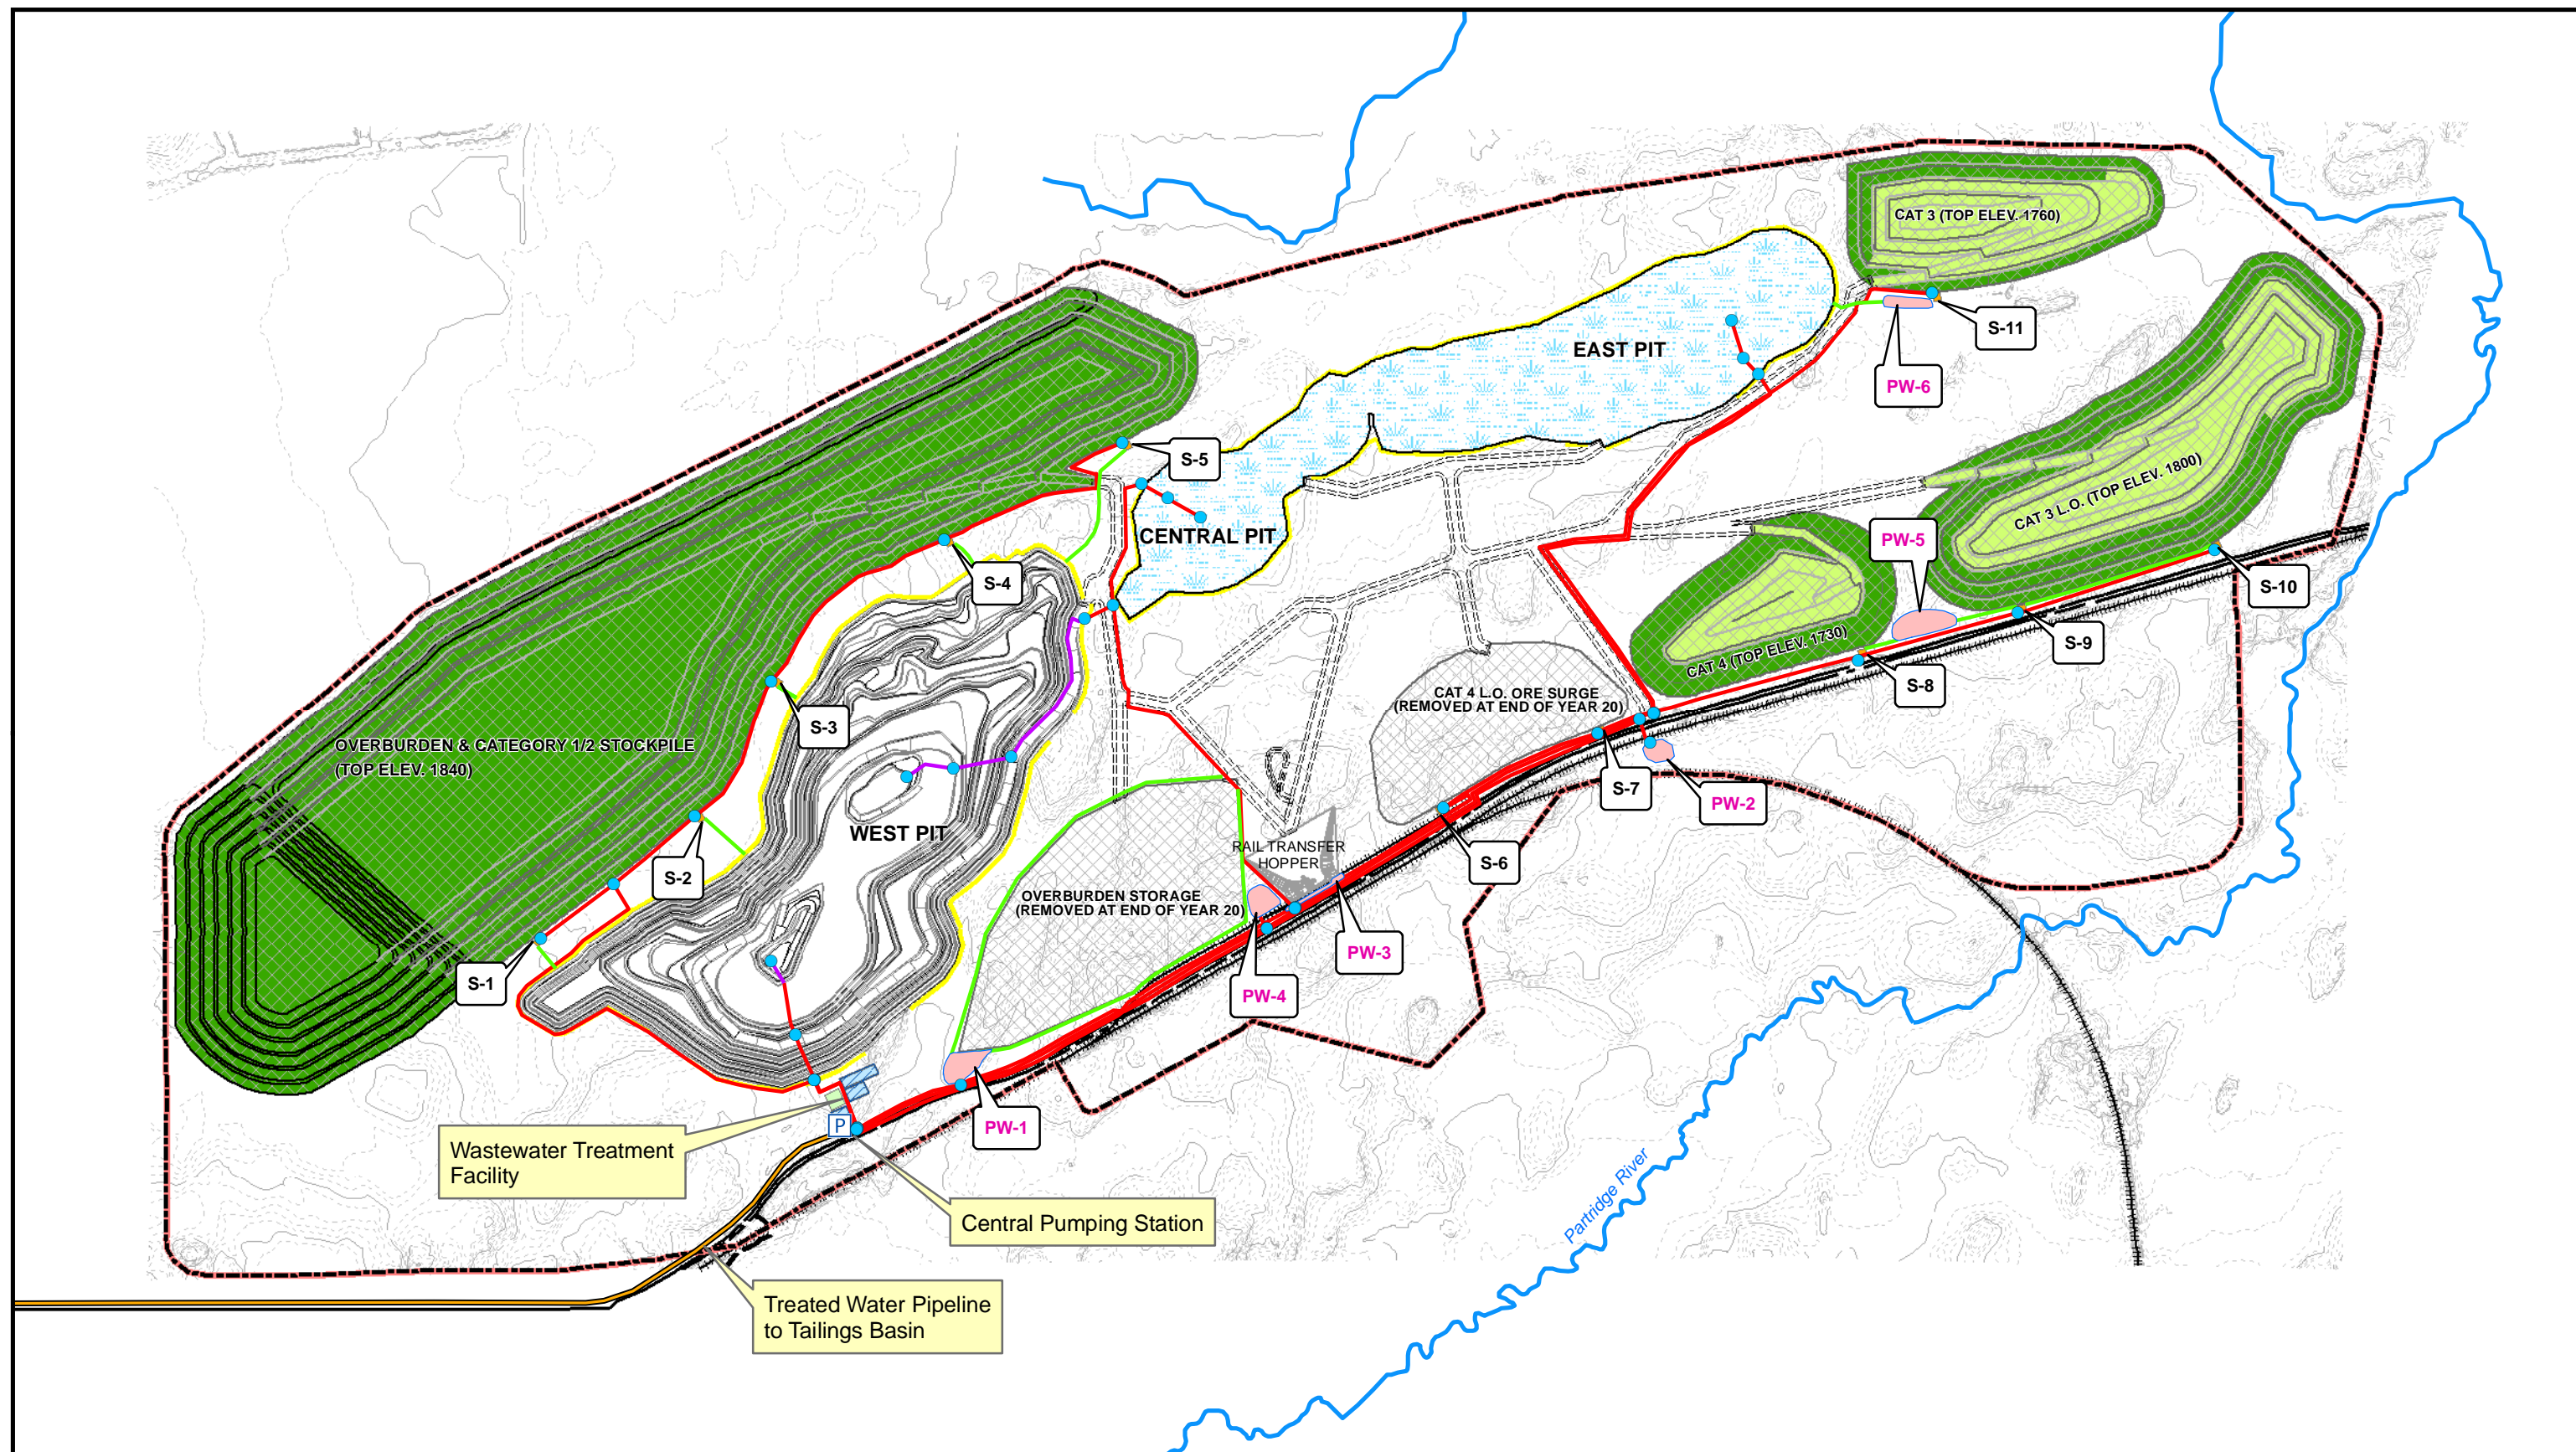 CAT 3 (TOP ELEV. 1760)
S-11
EAST PIT
PW-6
S-5
CAT 3 L.O. (TOP ELEV. 1800)
CENTRAL PIT
PW-5
S-4
S-10
S-9
CAT 4 (TOP ELEV. 1730)
S-8
CAT 4 L.O. ORE SURGE
(REMOVED AT END OF YEAR 20)
S-3
OVERBURDEN & CATEGORY 1/2 STOCKPILE
(TOP ELEV. 1840)
S-7
PW-2
WEST PIT
RAIL TRANSFER
HOPPER
S-6
S-2
OVERBURDEN STORAGE
(REMOVED AT END OF YEAR 20)
PW-3
S-1
PW-4
P
PW-1
Wastewater Treatment
Facility
Partridge River
Central Pumping Station
Treated Water Pipeline
to Tailings Basin